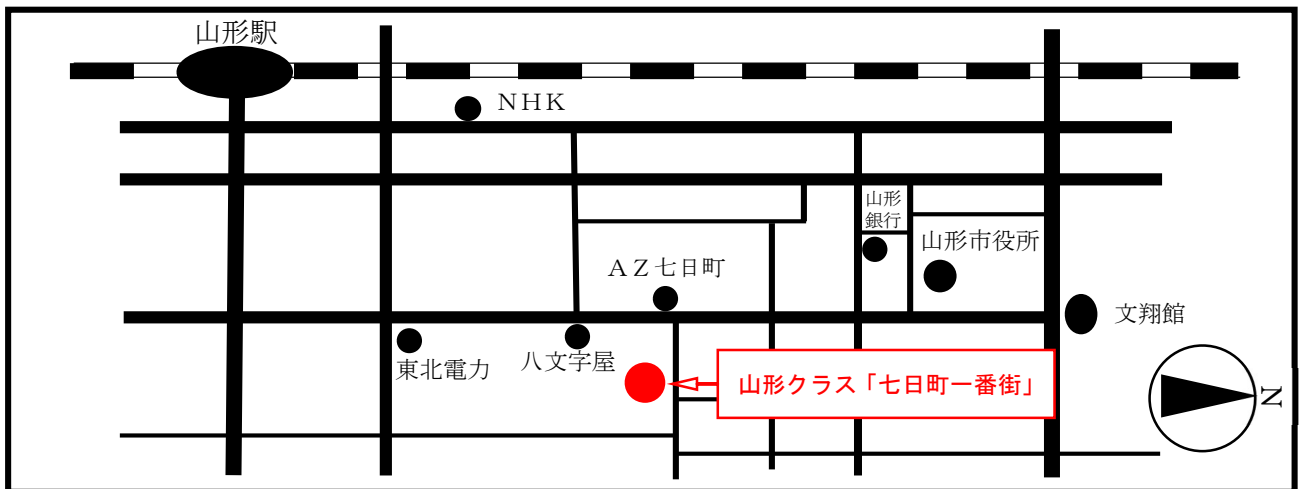 山形駅
ＮＨＫ
山形
銀行
山形市役所
ＡＺ七日町
文翔館
東北電力
八文字屋
山形クラス「七日町一番街」
N